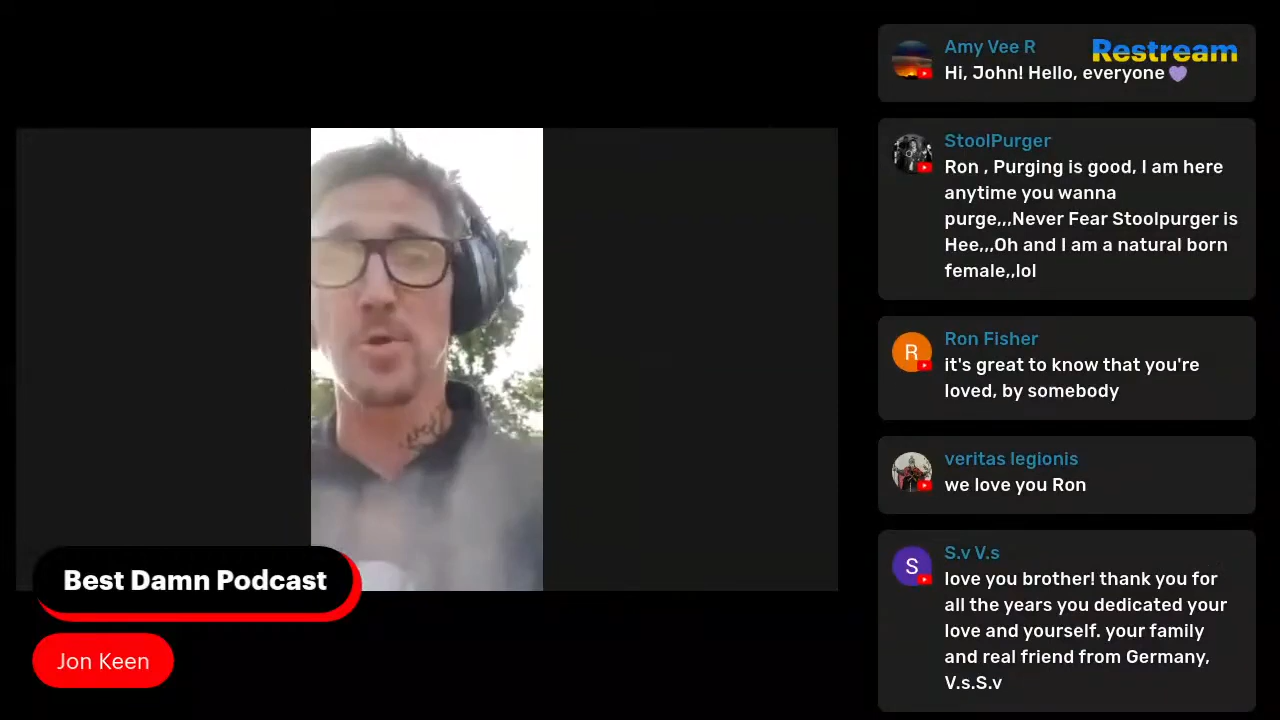 Restream
Amy Vee R
Hi, John! Hello, everyone💜
StoolPurger
Ron , Purging is good, I am here
anytime you wanna
purge,,,Never Fear Stoolpurger is
Hee,,,Oh and I am a natural born
female,,lol
Ron Fisher
R
it's great to know that you're
loved, by somebody
veritas legionis
we love you Ron
S.v V.s
S
love you brother! thank you for
all the years you dedicated your
love and yourself. your family
and real friend from Germany,
V.s.S.v
Best Damn Podcast
Jon Keen